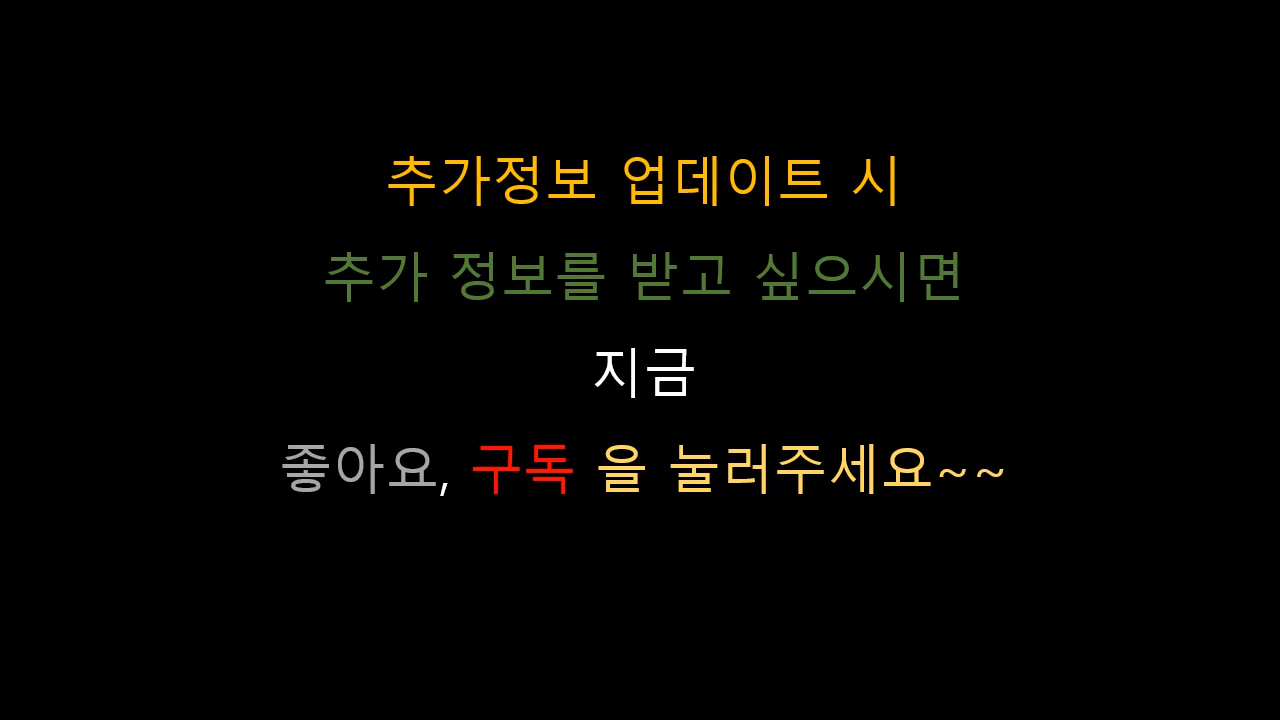 추가정보 업데이트 시
추가 정보를 받고 싶으시면
지금
좋아요, 구독 을 눌러주세요~~